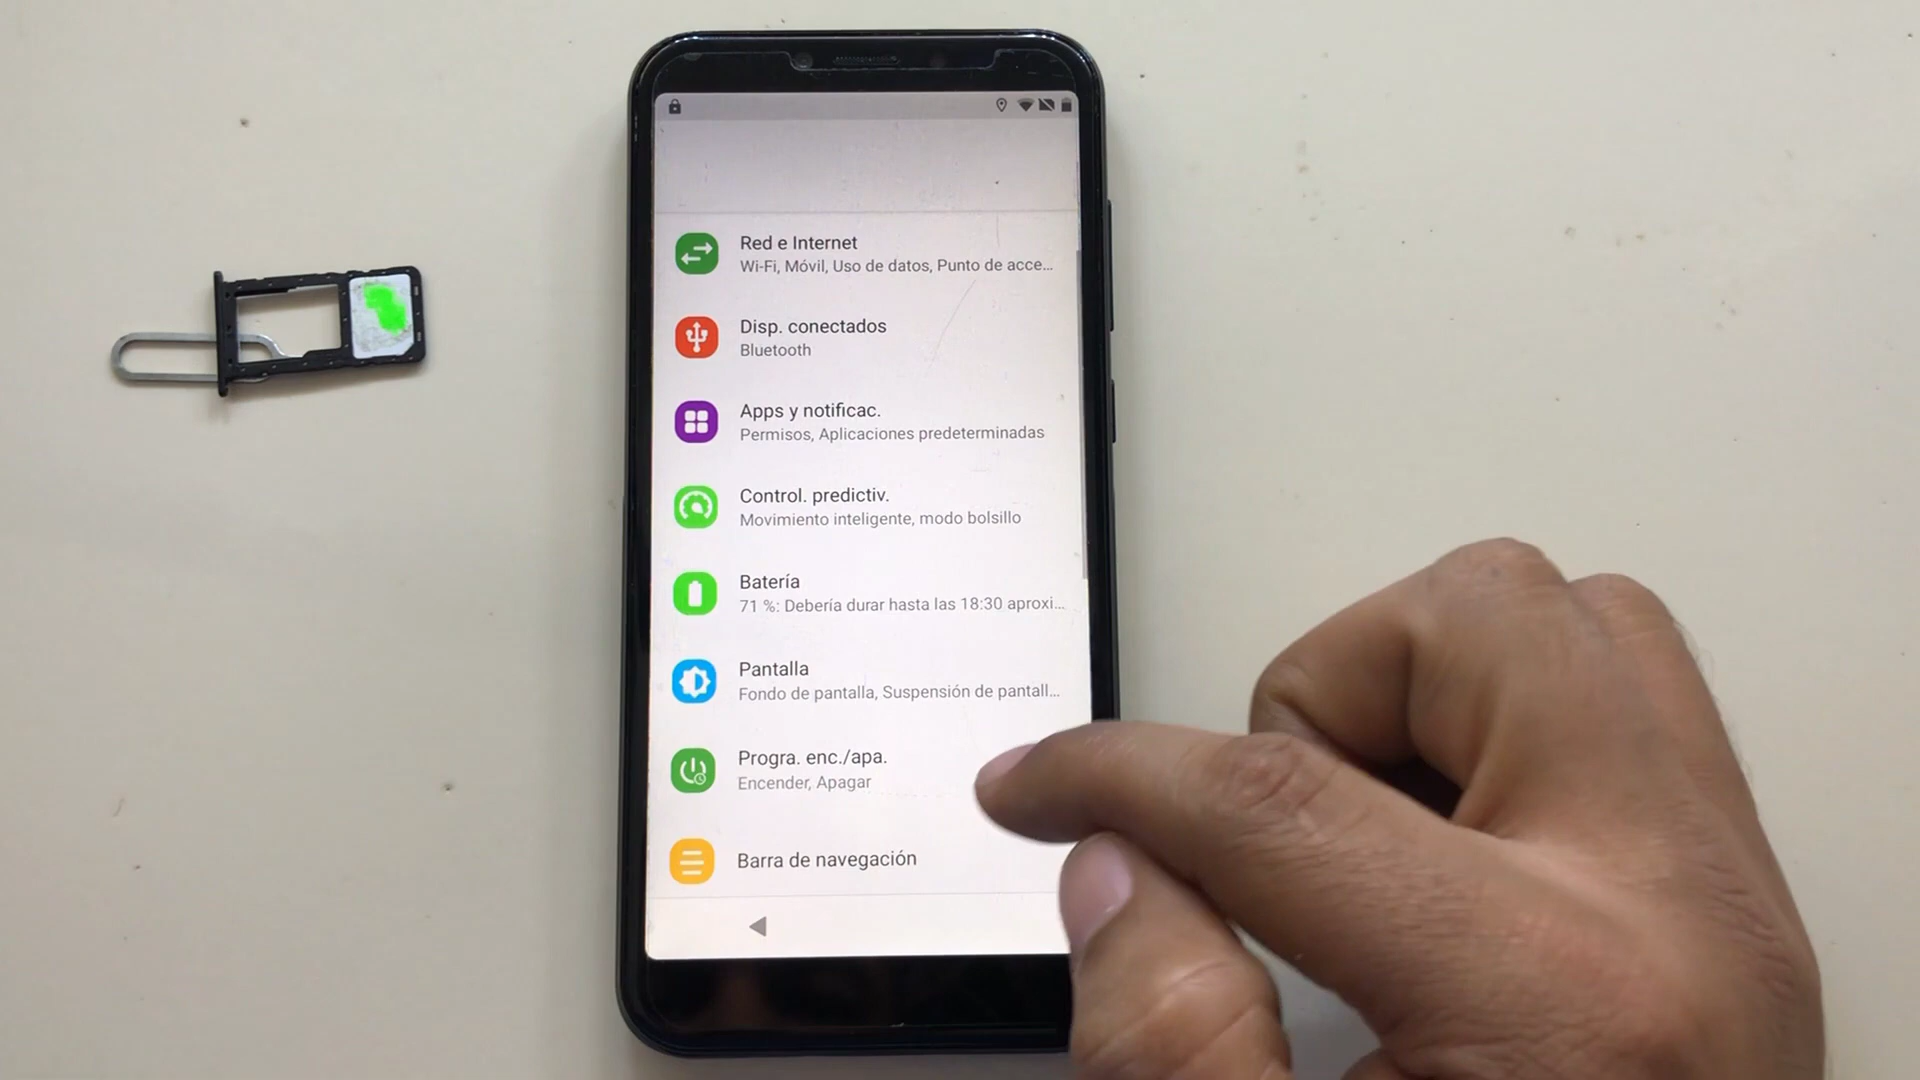 Red e Internet
Wi-Fi, Móvil, Uso de datos, Punto de acce...
Disp. conectados
Bluetooth
Apps y notificac.
Permisos, Aplicaciones predeterminadas
Control. predictiv.
Movimiento inteligente, modo bolsillo
Batería
71 %: Debería durar hasta las 18:30 aproxi...
Pantalla
Fondo de pantalla, Suspensión de pantall...
Progra. enc./apa.
Encender, Apagar
Barra de navegación